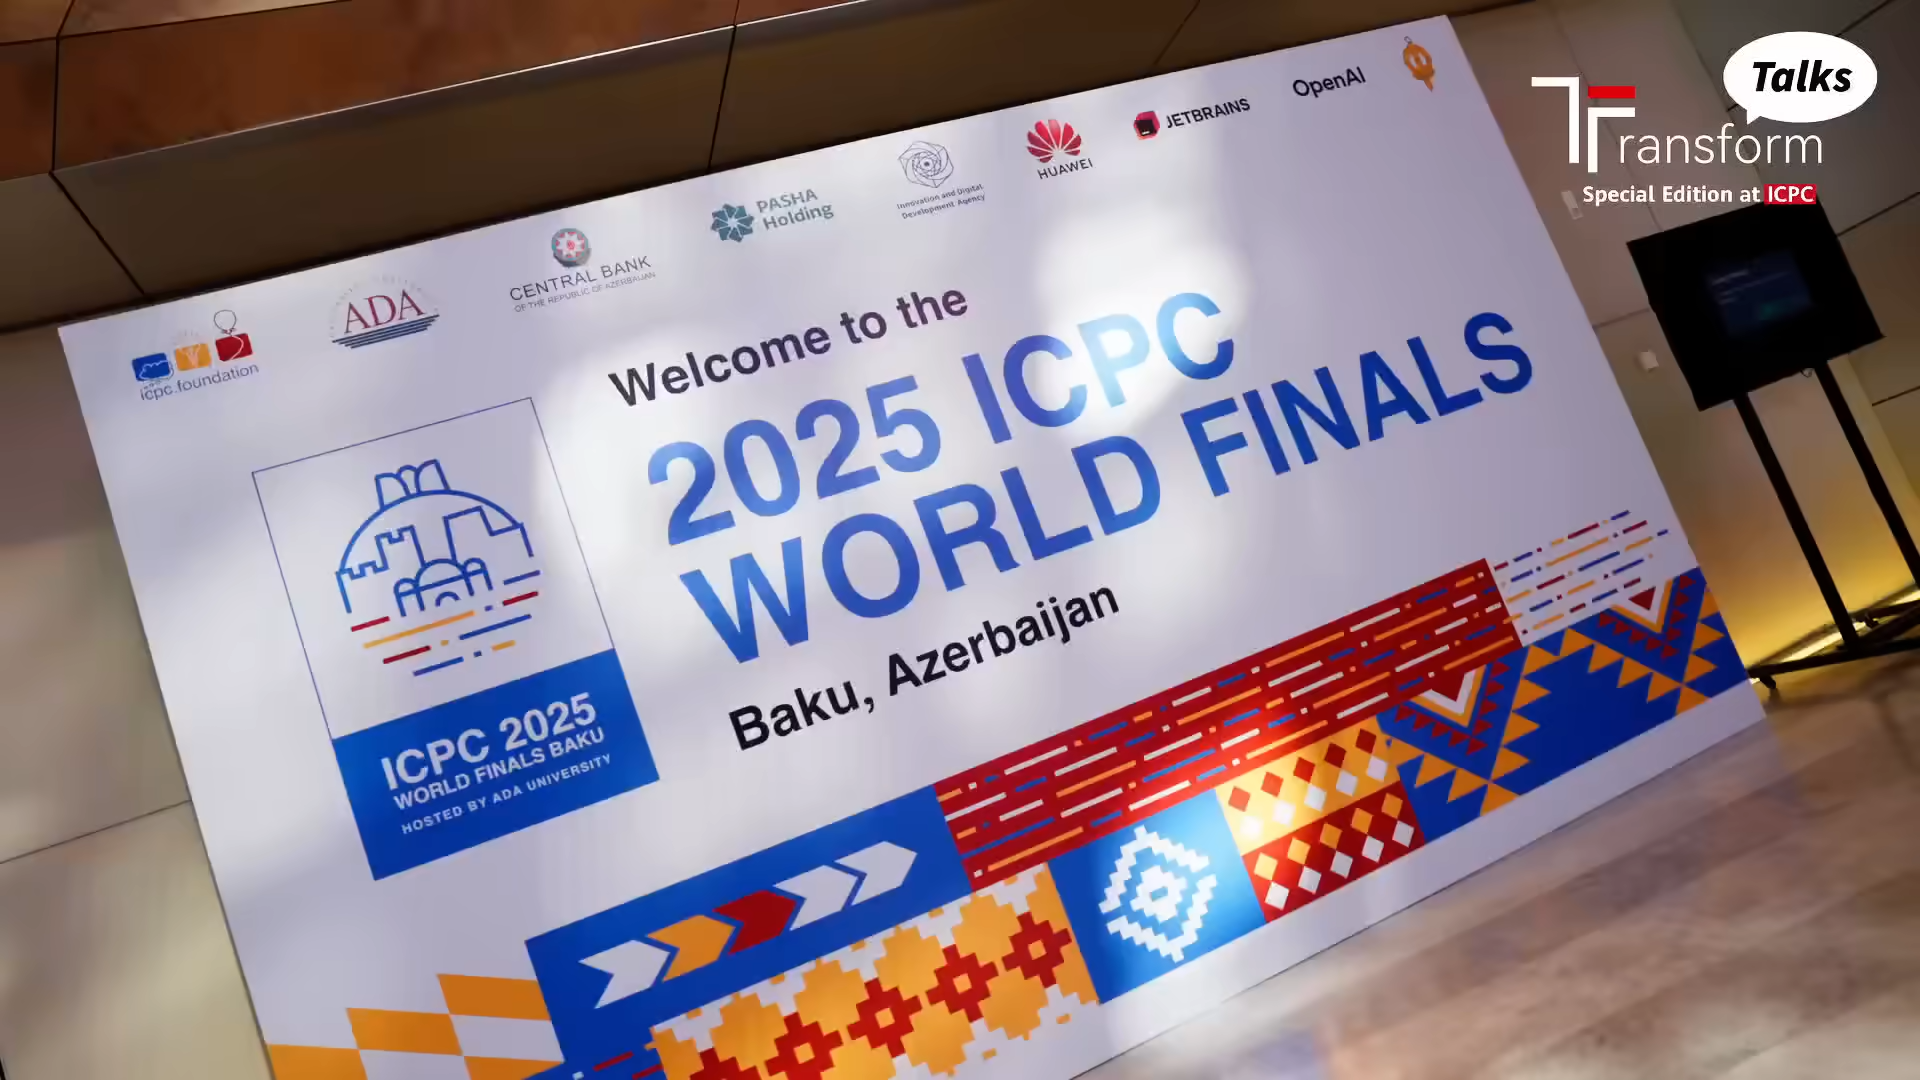 icpc.foundation
ADA
CENTRAL BANK
OF THE REPUBLIC OF AZERBAIJAN
PASHA
Holding
Innovation and Digital
Development Agency
HUAWEI
JETBRAINS
OpenAI
Talks
Transform
Special Edition at ICPC
Welcome to the
2025 ICPC
WORLD FINALS
Baku, Azerbaijan
ICPC 2025
WORLD FINALS BAKU
HOSTED BY ADA UNIVERSITY